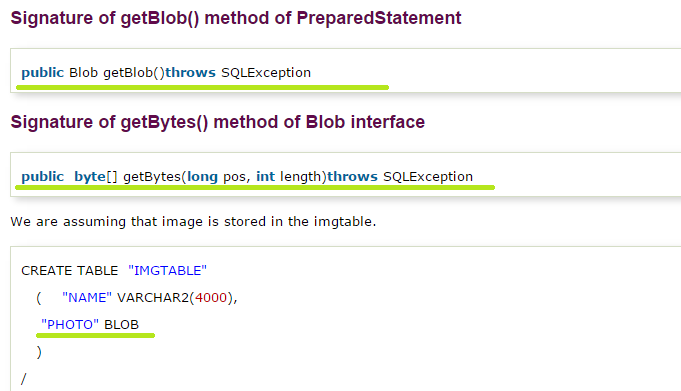 Signature of getBlob() method of PreparedStatement
public Blob getBlob()throws SQLException
Signature of getBytes() method of Blob interface
public  byte[] getBytes(long pos, int length)throws SQLException
We are assuming that image is stored in the imgtable.
CREATE TABLE  "IMGTABLE"
(    "NAME" VARCHAR2(4000),
"PHOTO" BLOB
)
/